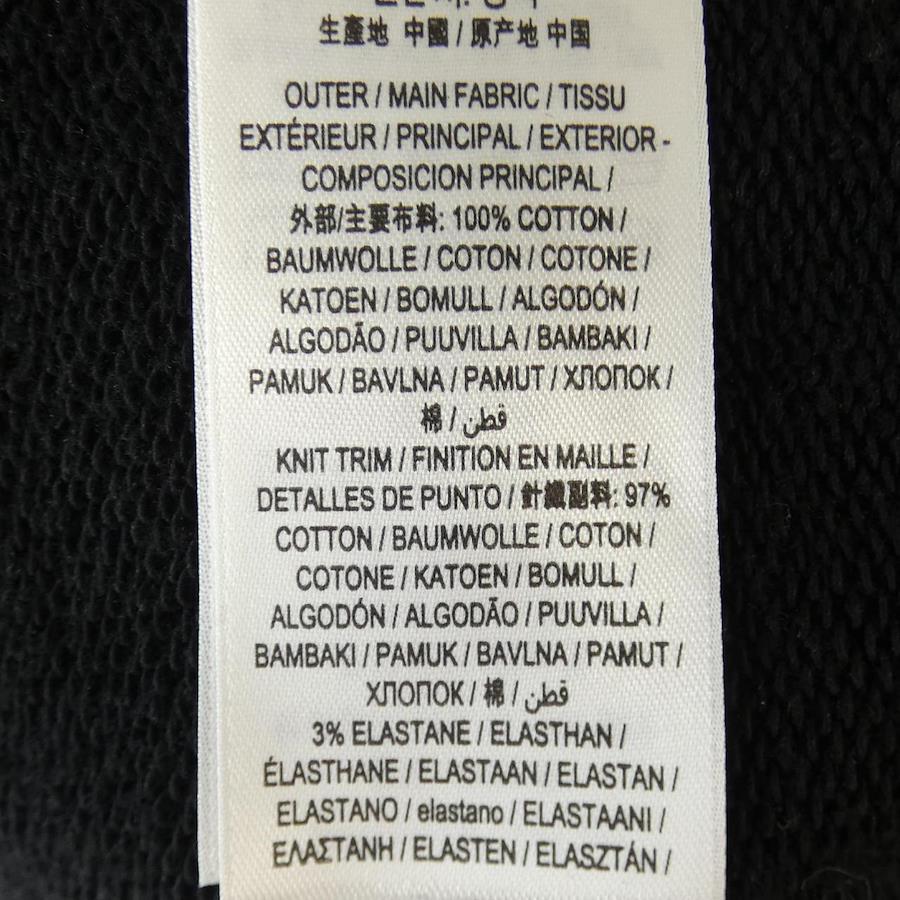 生產地 中國 / 原产地 中国
OUTER / MAIN FABRIC / TISSU
EXTÉRIEUR / PRINCIPAL / EXTERIOR -
COMPOSICION PRINCIPAL /
外部/主要布料: 100% COTTON /
BAUMWOLLE / COTON / COTONE /
KATOEN / BOMULL / ALGODÓN /
ALGODÃO / PUUVILLA / BAMBAKI /
PAMUK / BAVLNA / PAMUT / ХЛОПОК /
棉 / قطن
KNIT TRIM / FINITION EN MAILLE /
DETALLES DE PUNTO / 針織副料: 97%
COTTON / BAUMWOLLE / COTON /
COTONE / KATOEN / BOMULL /
ALGODÓN / ALGODÃO / PUUVILLA /
BAMBAKI / PAMUK / BAVLNA / PAMUT /
ХЛОПОК / 棉 / قطن
3% ELASTANE / ELASTHAN /
ÉLASTHANE / ELASTAAN / ELASTAN /
ELASTANO / elastano / ELASTAANI /
ΕΛΑΣΤΑΝΗ / ELASTEN / ELASZTÁN /